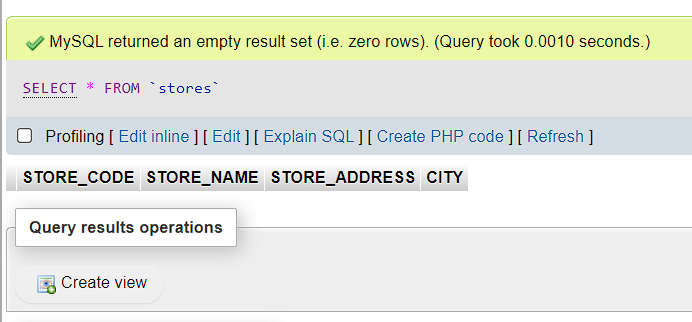 MySQL returned an empty result set (i.e. zero rows). (Query took 0.0010 seconds.)
SELECT * FROM `stores`
Profiling [ Edit inline ] [ Edit ] [ Explain SQL ] [ Create PHP code ] [ Refresh ]
STORE_CODE STORE_NAME STORE_ADDRESS CITY
Query results operations
Create view